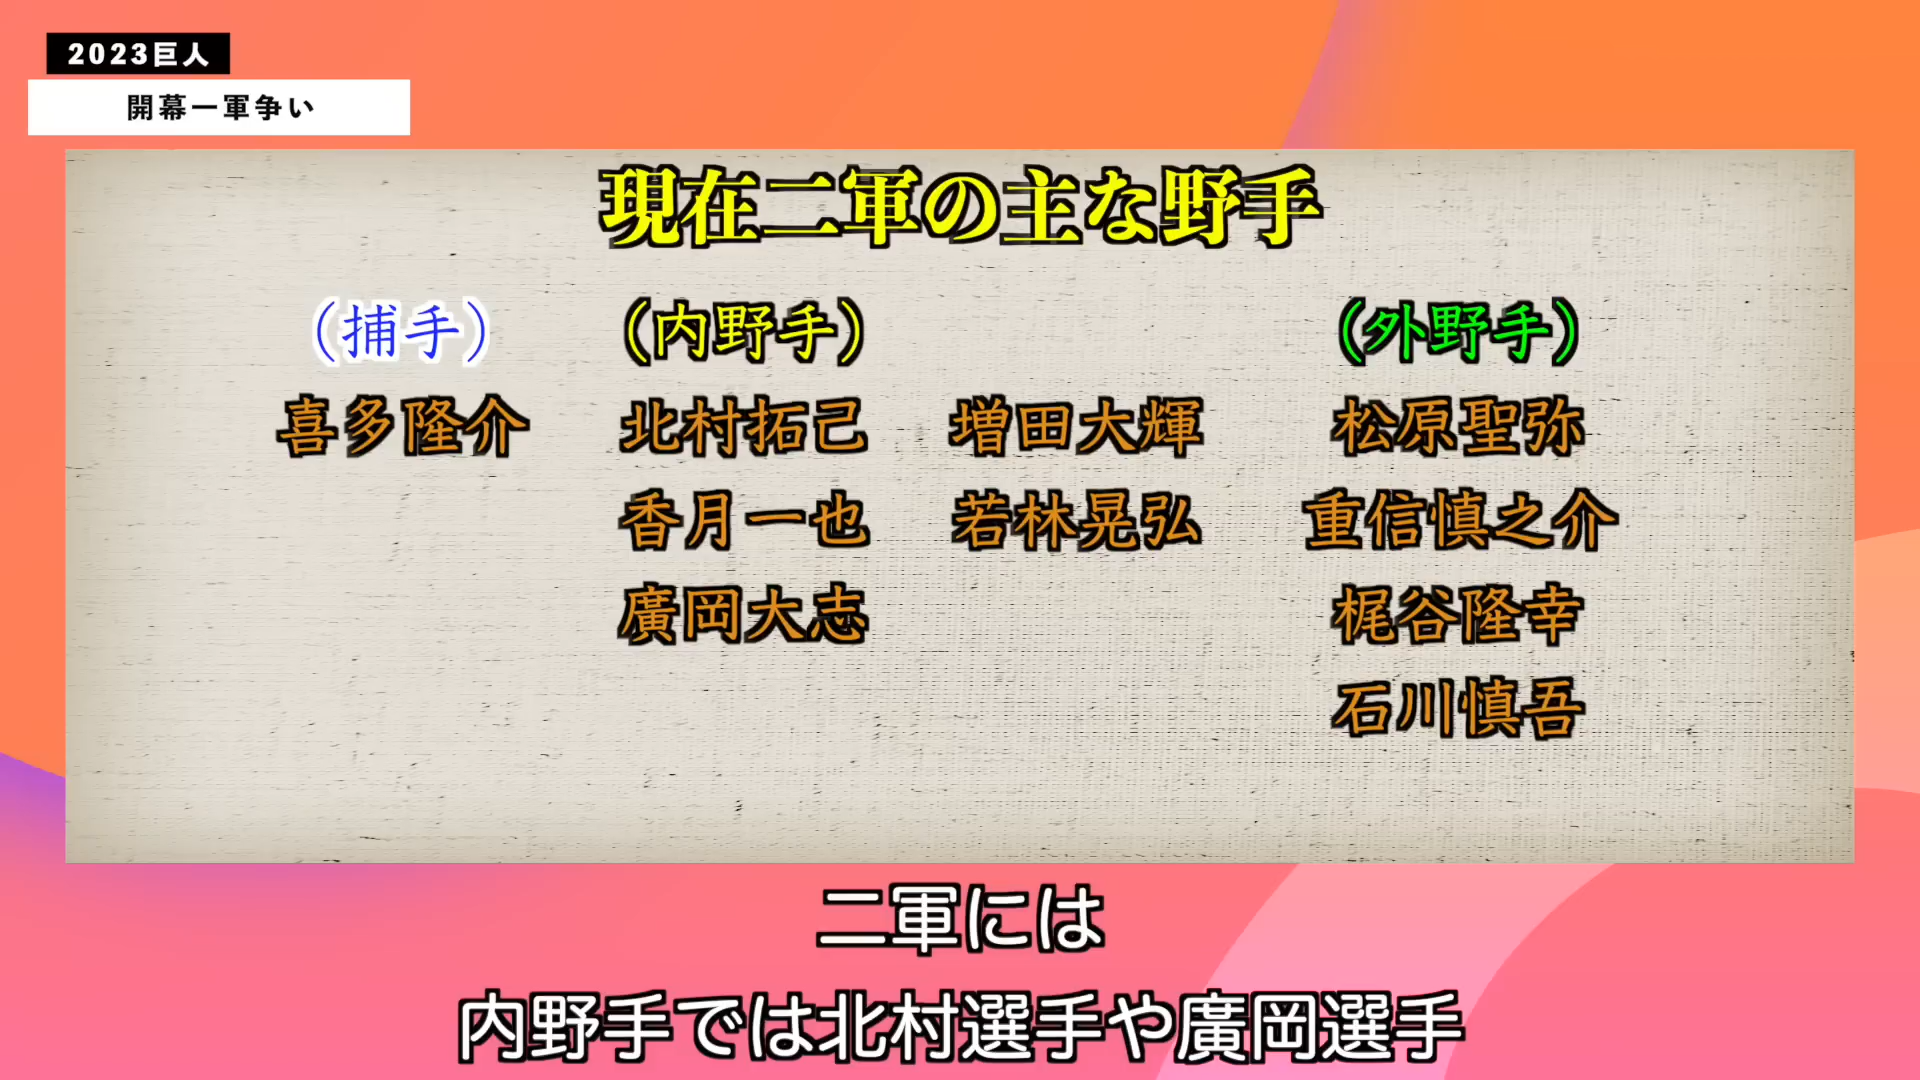 2023巨人
開幕一軍争い
現在二軍の主な野手
（捕手）
（内野手）
（外野手）
喜多隆介
北村拓己
増田大輝
松原聖弥
香月一也
若林晃弘
重信慎之介
廣岡大志
梶谷隆幸
石川慎吾
二軍には
内野手では北村選手や廣岡選手